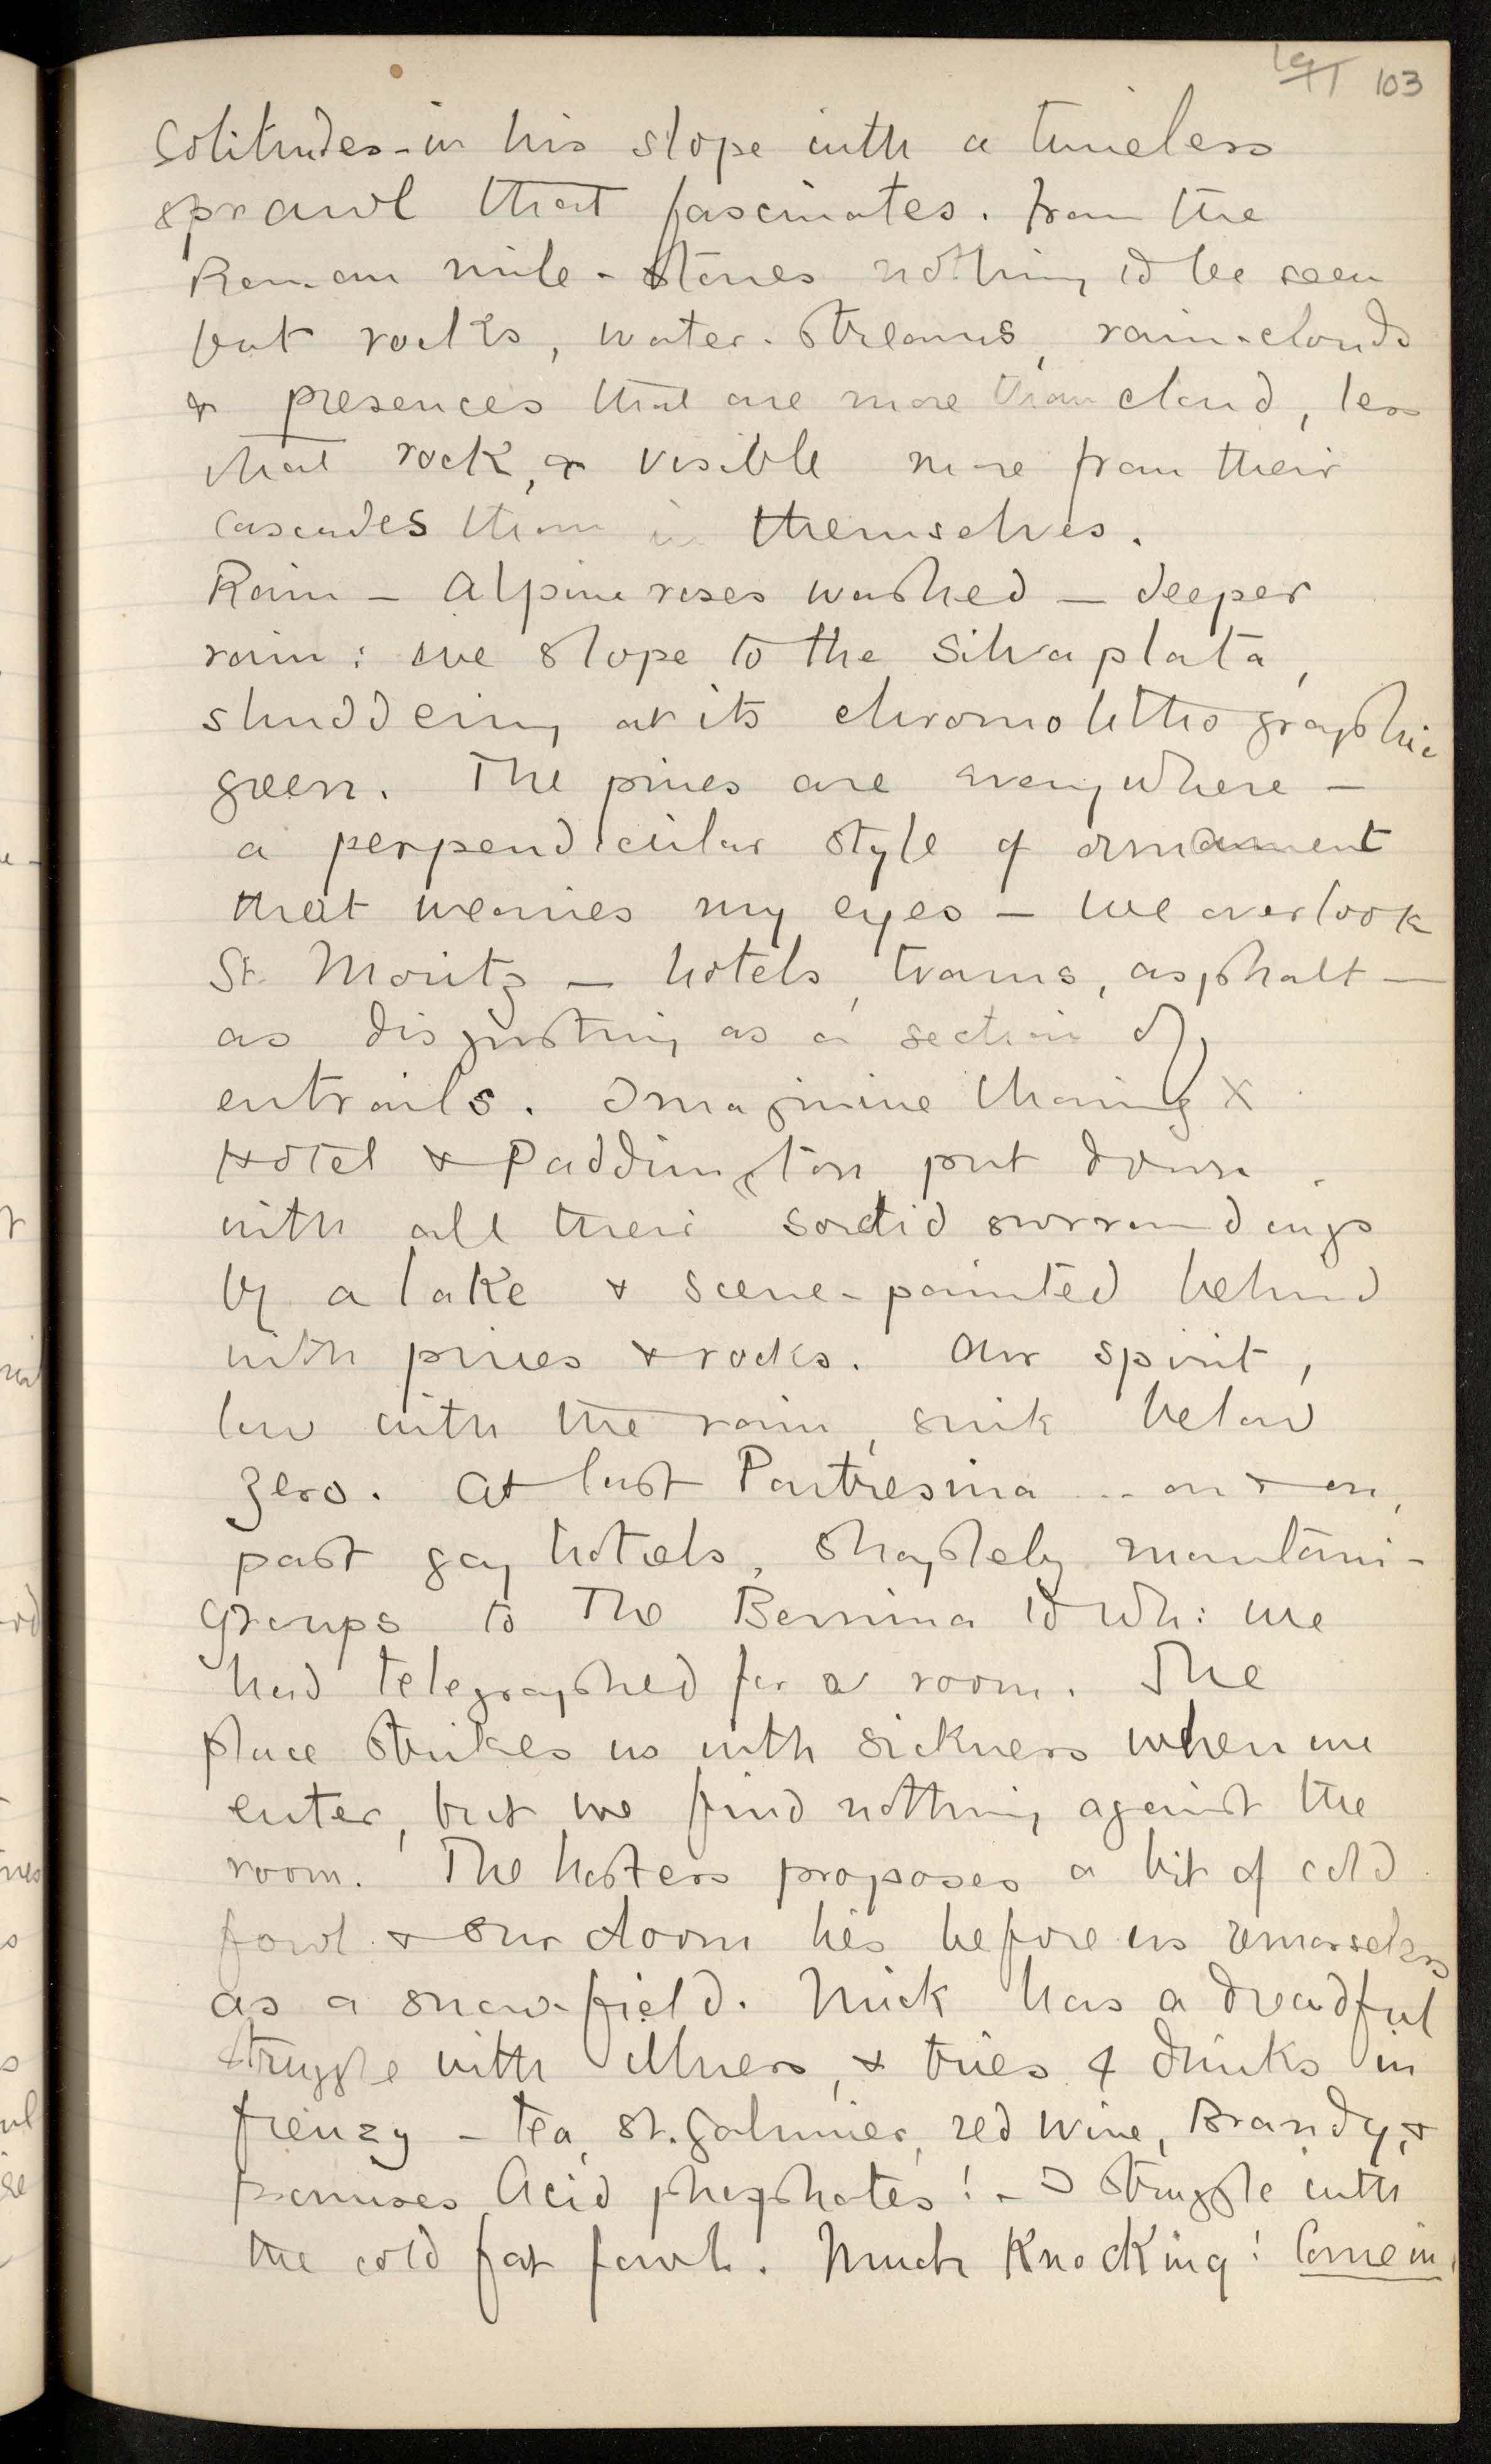 103
Solitudes - in his slope with a timeless
sprawl that fascinates. From the
Roman mile-stones nothing to be seen
but rocks, water-streams, rain-clouds
& presences that are more than cloud, less
that rock, & visible more from their
cascades than in themselves.
Rain — Alpine roses washed — deeper
rain: we slope to the Silvaplata,
shuddering at its chromolithographic
green. The pines are everywhere —
a perpendicular style of ornament
that wearies my eyes — We overlook
St. Moritz — hotels, trams, asphalt —
as disgusting as a section of
entrails. Imagine Charing X
Hotel & Paddington put down
with all their sordid surroundings
by a lake & scene-painted behind
with pines & rocks. Our spirit,
low with the rain, sink below
zero. At last Pontresina — on & on,
past gay hotels, shapely mountain-
groups to The Bernina to wh: we
had telegraphed for a room. The
place strikes us with sickness when we
enter, but we find nothing against the
room. The hostess proposes a bit of cold
fowl & our doom lies before us remorseless
as a snow-field. Mick has a dreadful
struggle with illness, & tries & drinks in
frenzy — tea, St. Galmier, red wine, Brandy, &
promises Acid phosphates! — I struggle with
the cold fat fowl. Much Knocking! Come in,